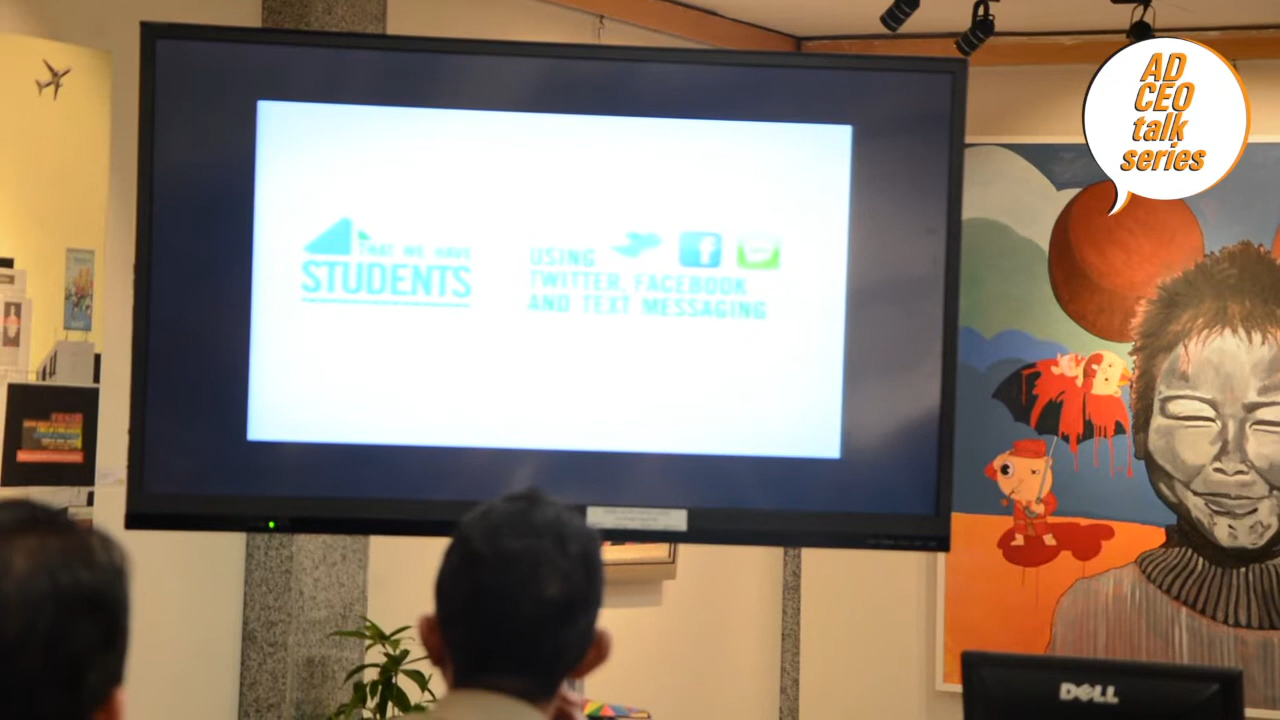 AD
CEO
talk
series
THAT WE HAVE
STUDENTS
USING
TWITTER, FACEBOOK
AND TEXT MESSAGING
f
DELL